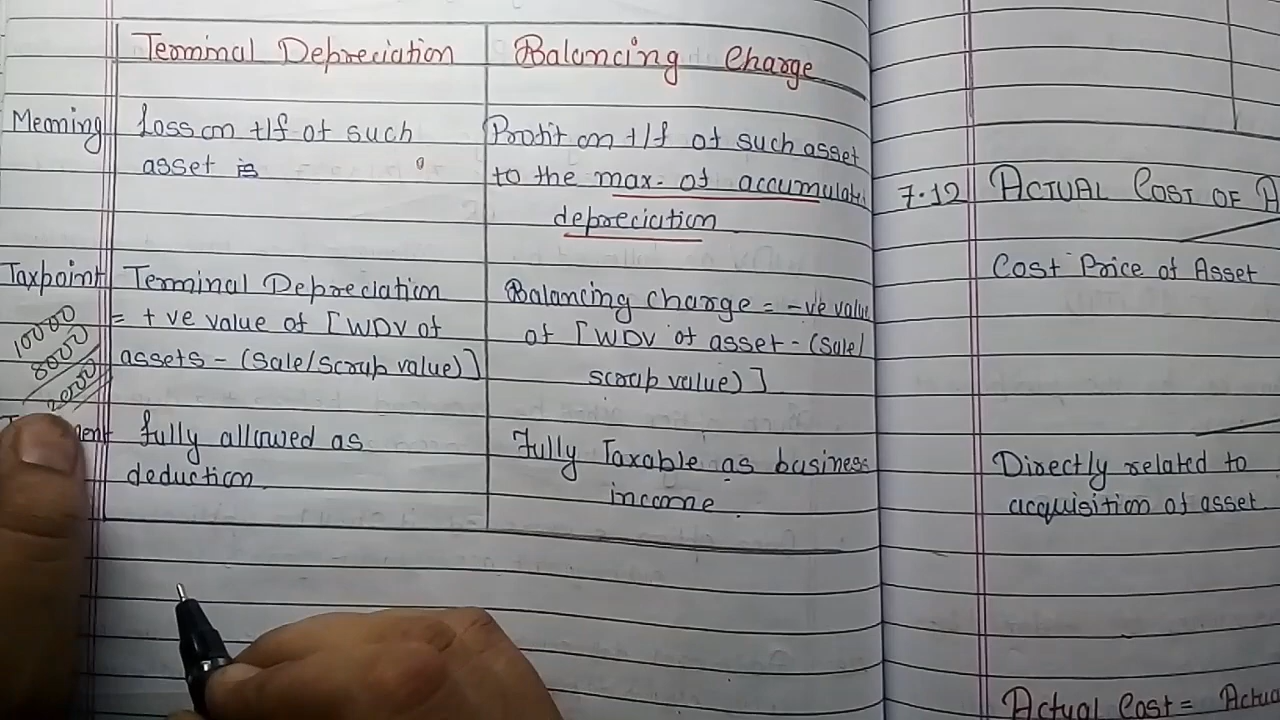 Terminal Depreciation
Balancing Charge
Meaning
Loss on t/f of such
asset is
Profit on t/f of such asset
to the max. of accumulate
depreciation
Taxpoint
Terminal Depreciation
= +ve value of [WDV of
assets - (Sale/Scrap value)]
Balancing charge = -ve value
of [WDV of asset - (Sale/
scrap value)]
10000
8000
2000
fully allowed as
deduction.
Fully Taxable as business
income.
7.12
ACTUAL COST OF A
Cost Price of Asset
Directly related to
acquisition of asset
Actual Cost = Actua